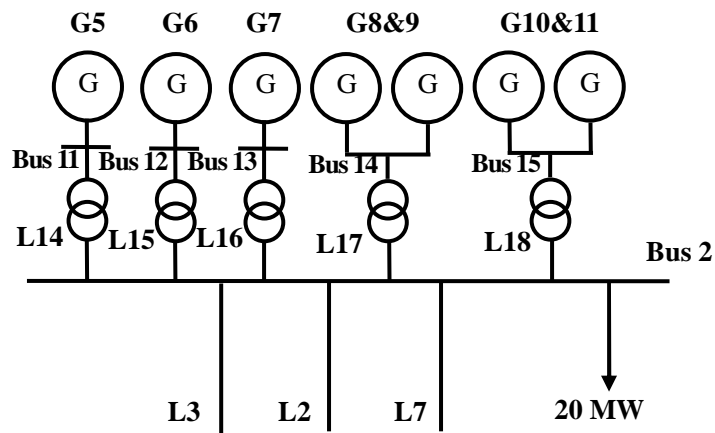 G5 G6 G7 G8&9 G10&11
G G G G G G G
Bus 11 Bus 12 Bus 13 Bus 14 Bus 15
L14 L15 L16 L17 L18
Bus 2
L3 L2 L7 20 MW